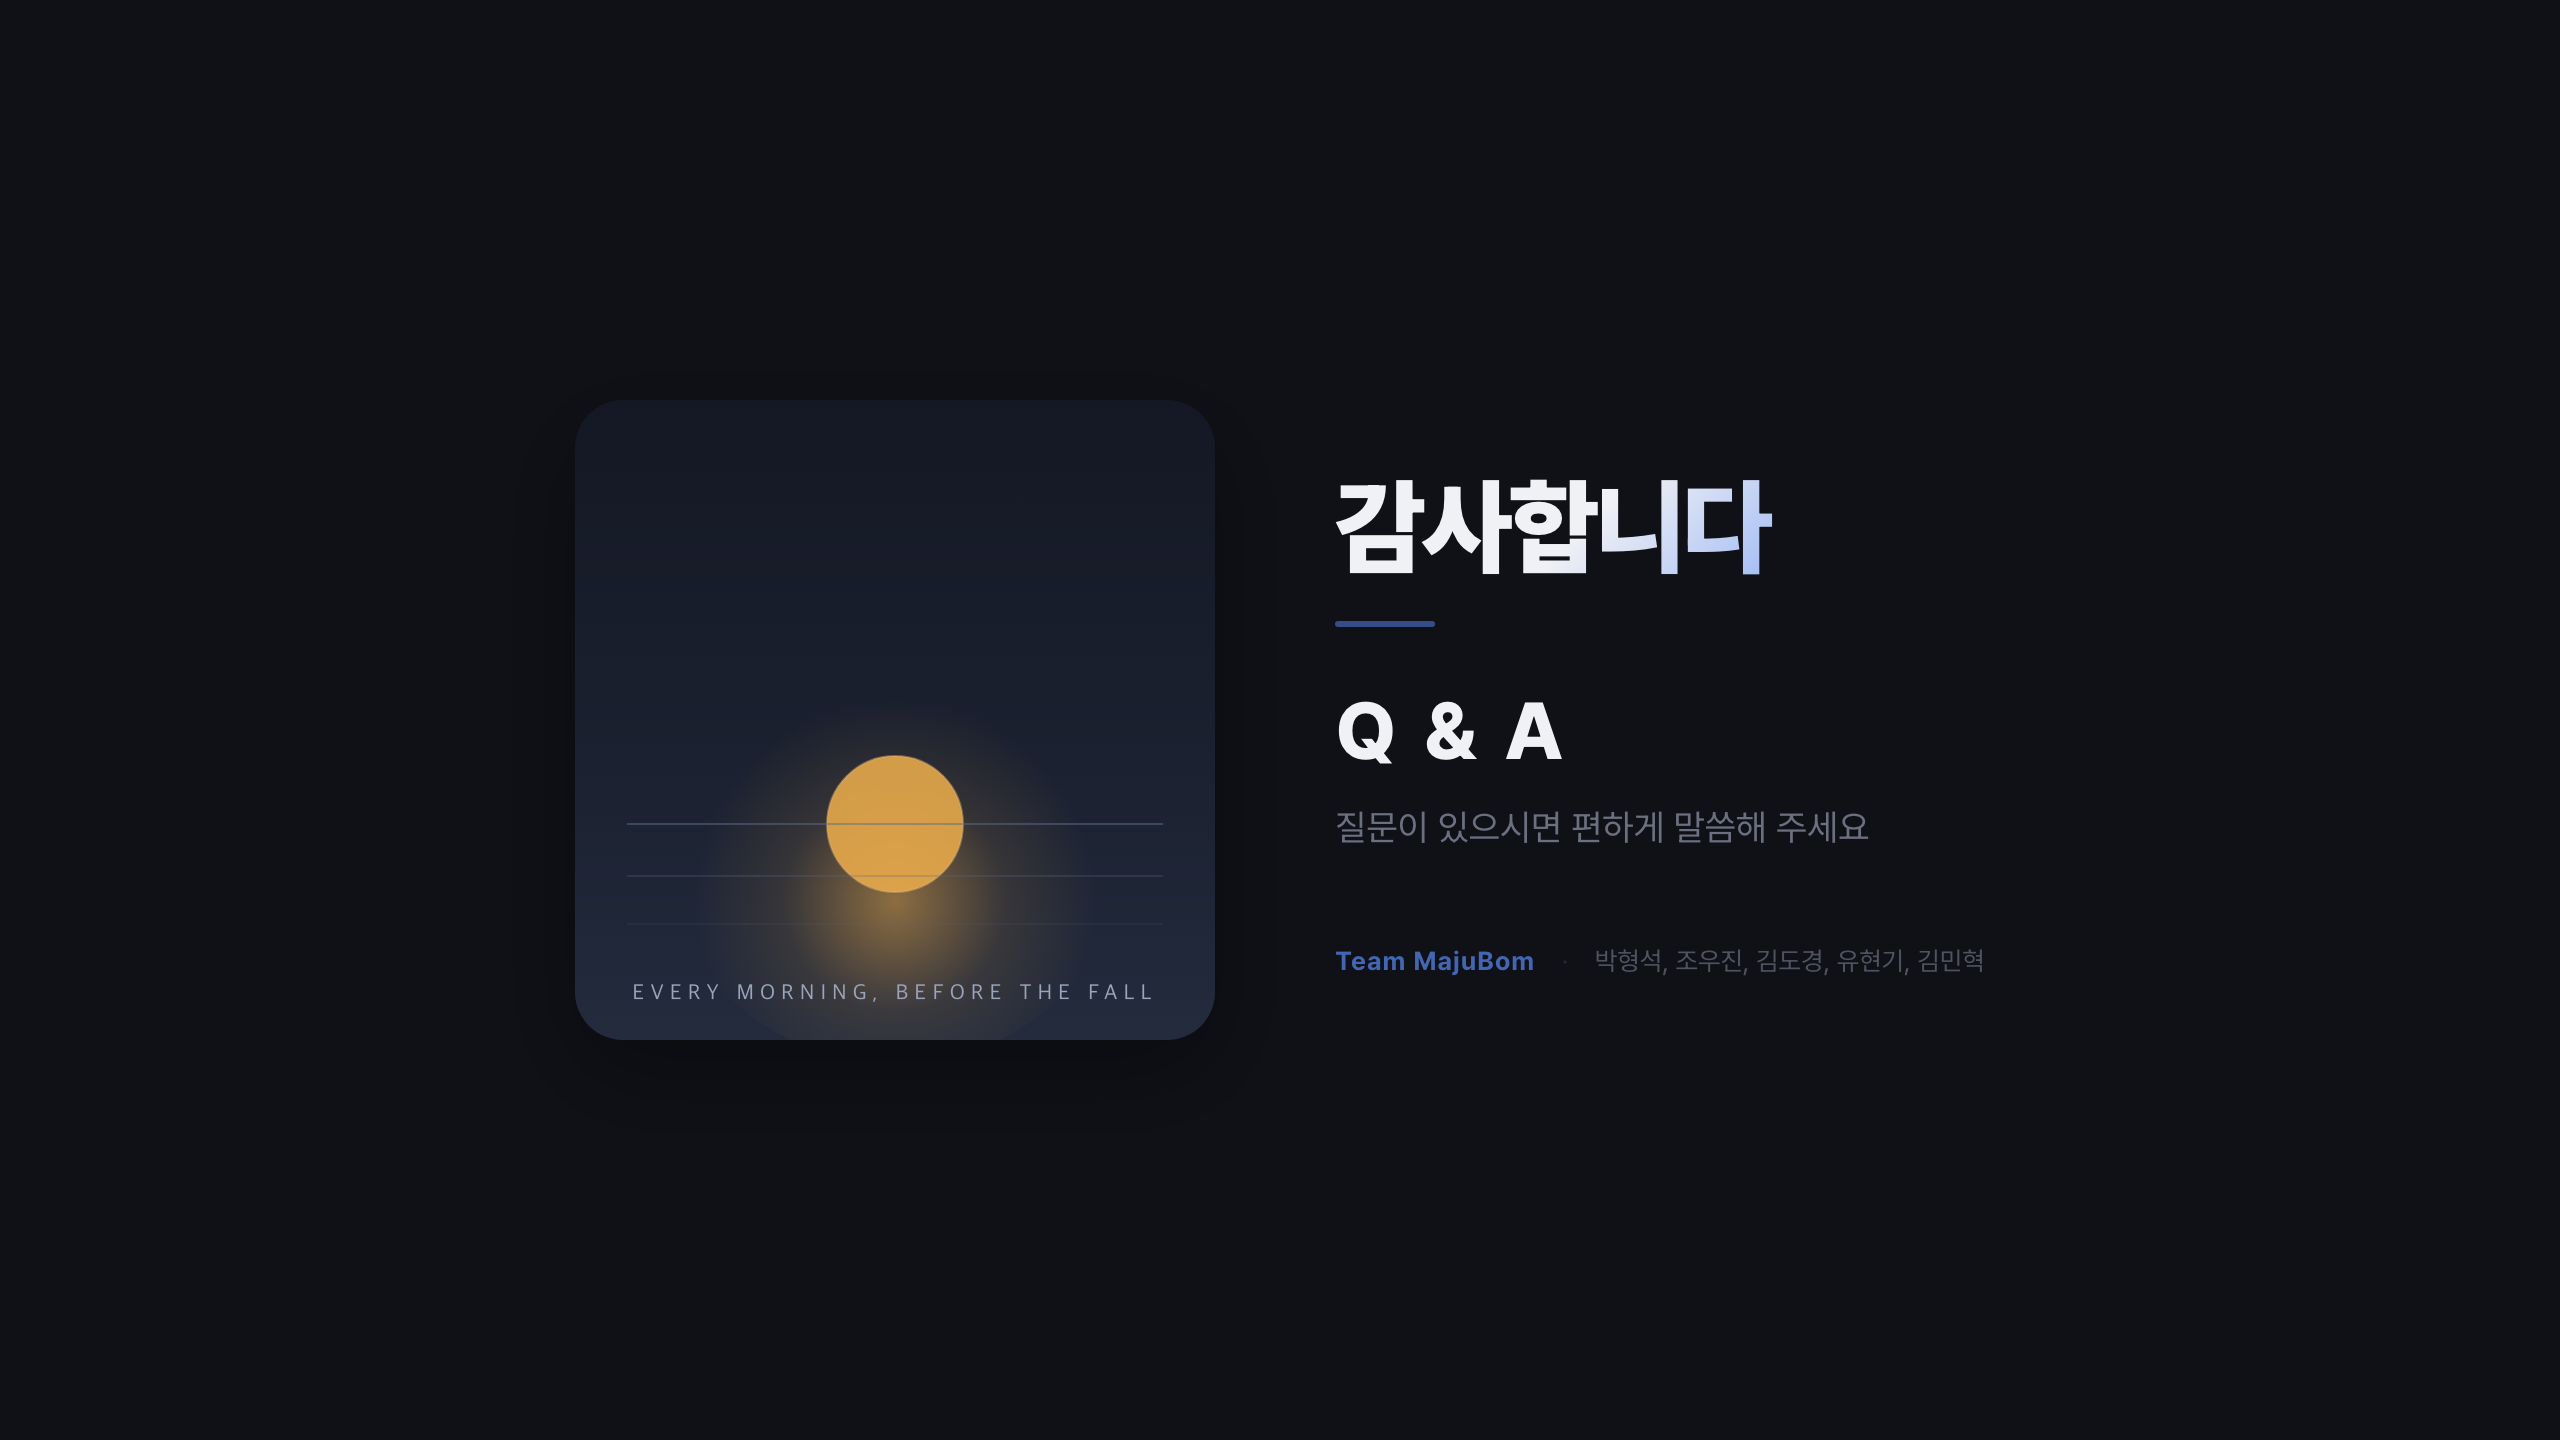 EVERY MORNING, BEFORE THE FALL
감사합니다
Q & A
질문이 있으시면 편하게 말씀해 주세요
Team MajuBom · 박형석, 조우진, 김도경, 유현기, 김민혁